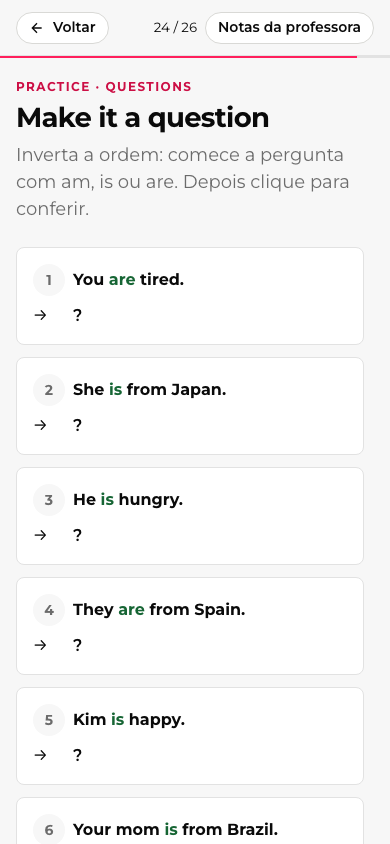 ← Voltar
24 / 26
Notas da professora
PRACTICE · QUESTIONS
Make it a question
Inverta a ordem: comece a pergunta
com am, is ou are. Depois clique para
conferir.
1 You are tired.
→ ?
2 She is from Japan.
→ ?
3 He is hungry.
→ ?
4 They are from Spain.
→ ?
5 Kim is happy.
→ ?
6 Your mom is from Brazil.